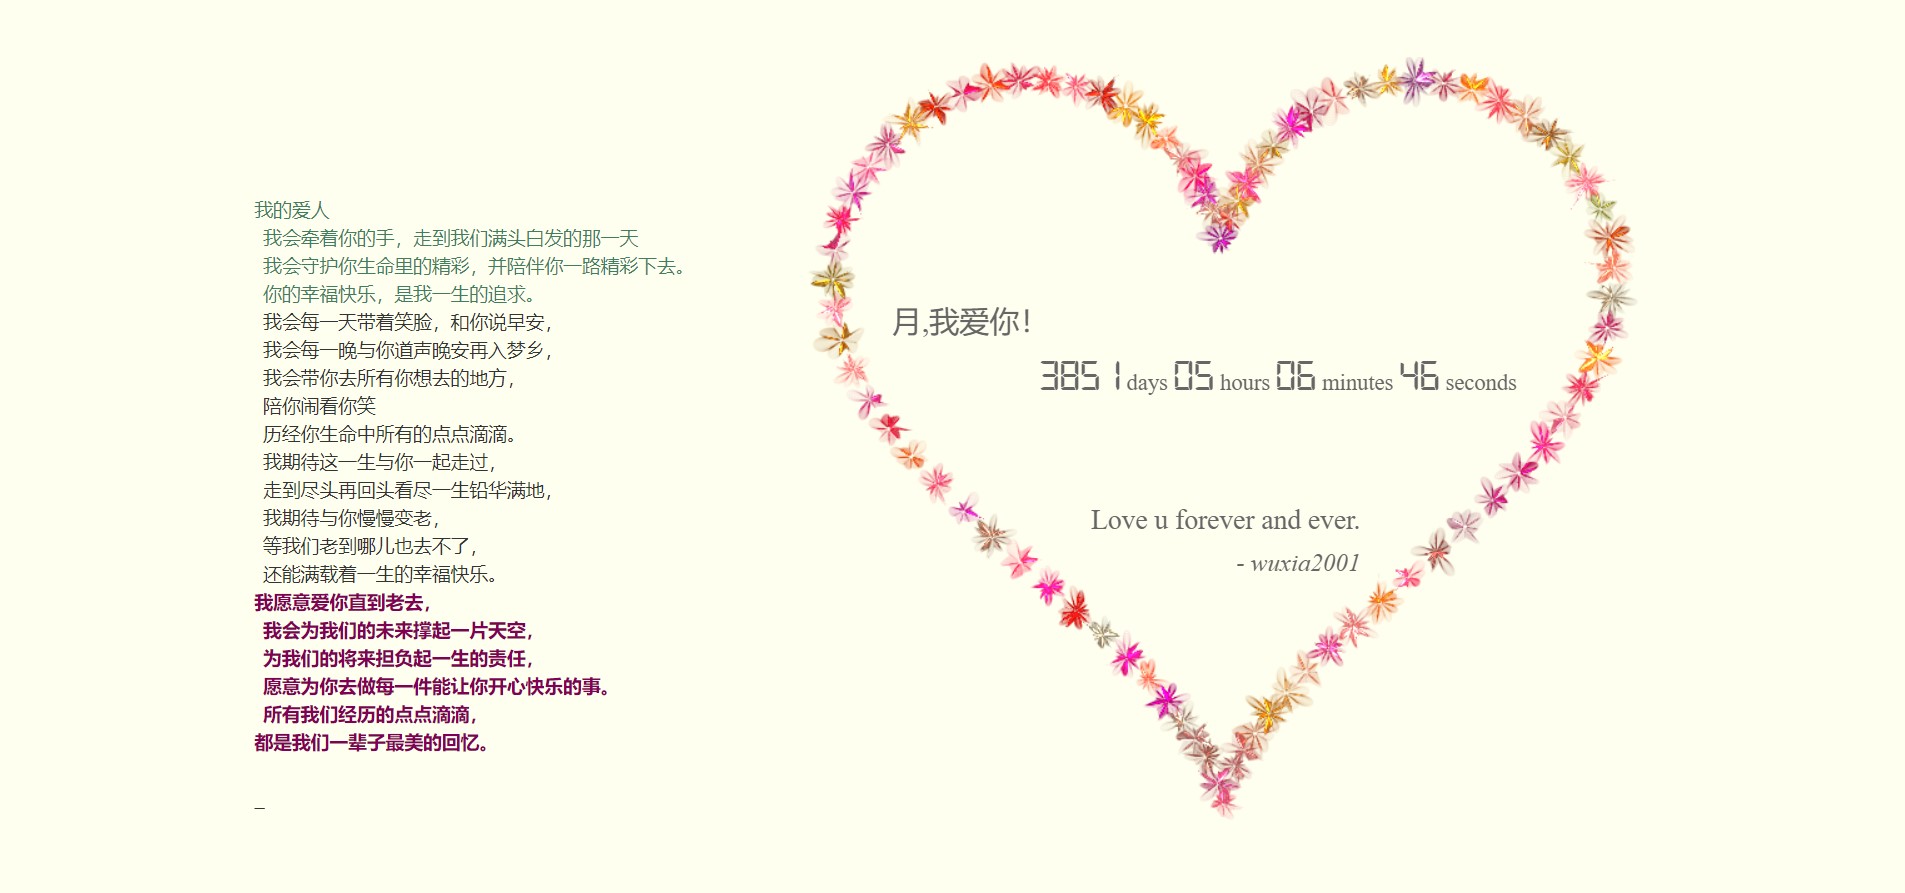 我的爱人
我会牵着你的手，走到我们满头白发的那一天
我会守护你生命里的精彩，并陪伴你一路精彩下去。
你的幸福快乐，是我一生的追求。
我会每一天带着笑脸，和你说早安，
我会每一晚与你道声晚安再入梦乡，
我会带你去所有你想去的地方，
陪你闹看你笑
历经你生命中所有的点点滴滴。
我期待这一生与你一起走过，
走到尽头再回头看尽一生铅华满地，
我期待与你慢慢变老，
等我们老到哪儿也去不了，
还能满载着一生的幸福快乐。
我愿意爱你直到老去，
我会为我们的未来撑起一片天空，
为我们的将来担负起一生的责任，
愿意为你去做每一件能让你开心快乐的事。
所有我们经历的点点滴滴，
都是我们一辈子最美的回忆。
_
月,我爱你！
3851 days 05 hours 06 minutes 46 seconds
Love u forever and ever.
- wuxia2001